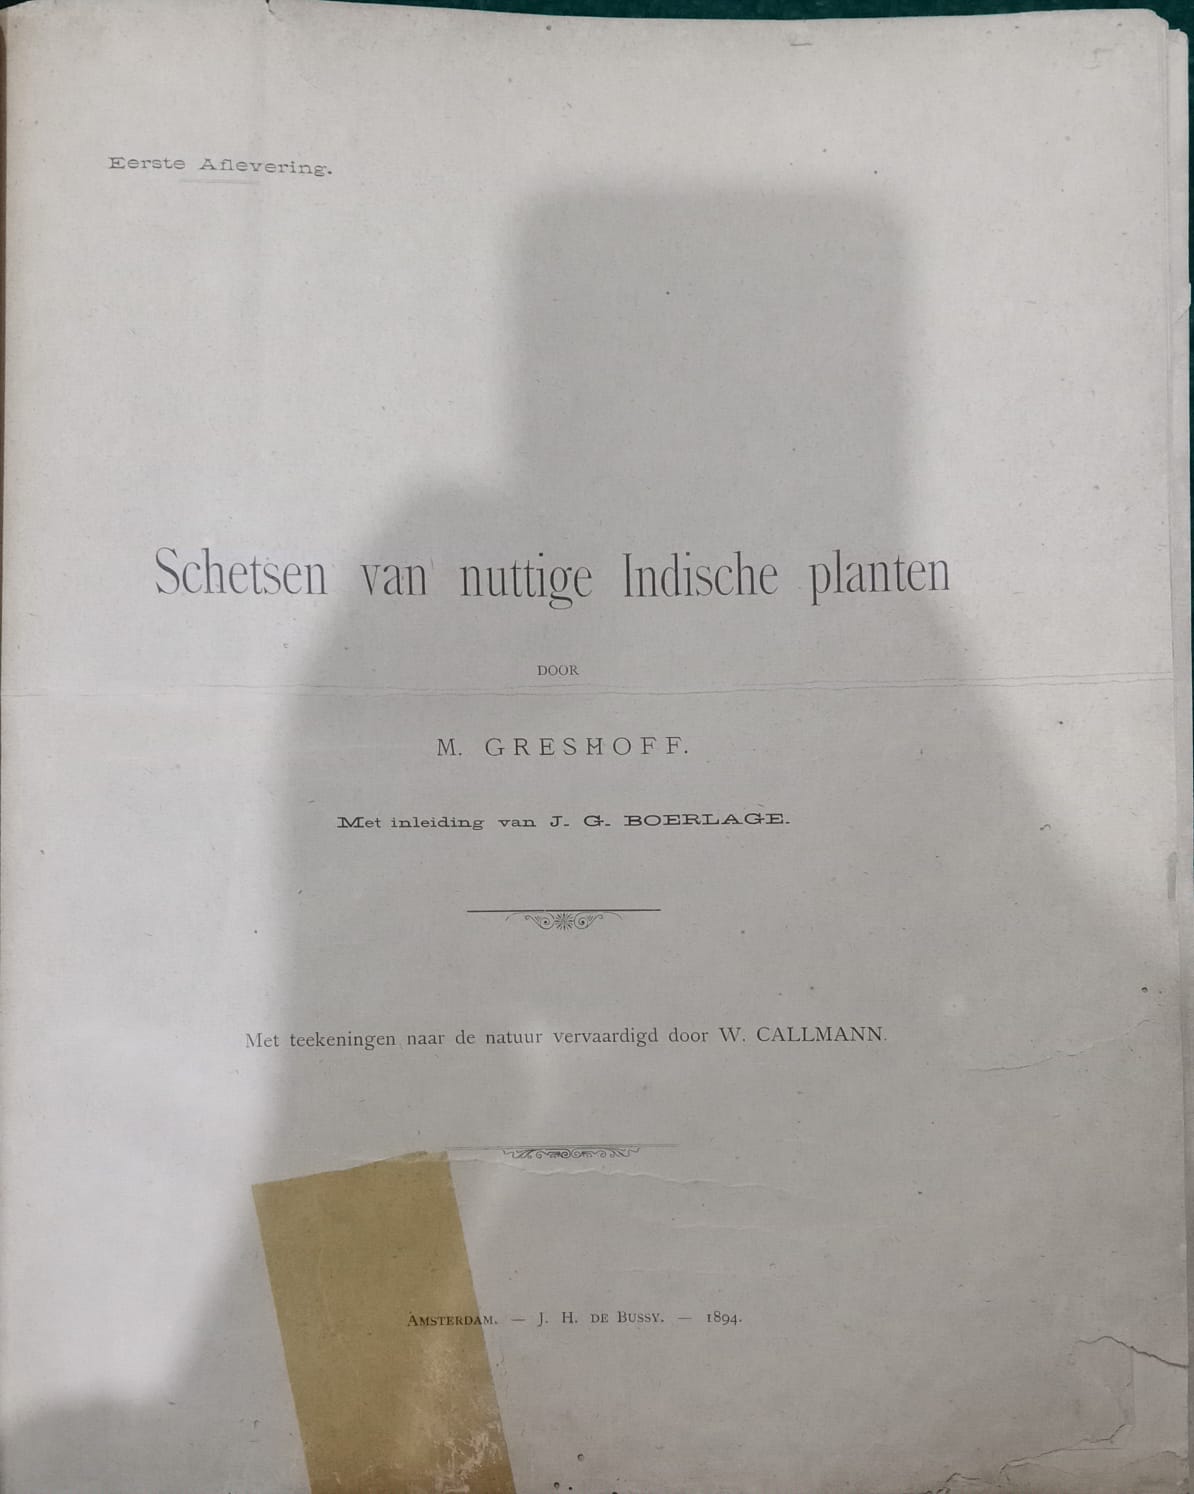 Eerste Aflevering.
Schetsen van nuttige Indische planten
DOOR
M. GRESHOFF.
Met inleiding van J. G. BOERLAGE.
Met teekeningen naar de natuur vervaardigd door W. CALLMANN.
AMSTERDAM. — J. H. DE BUSSY. — 1894.